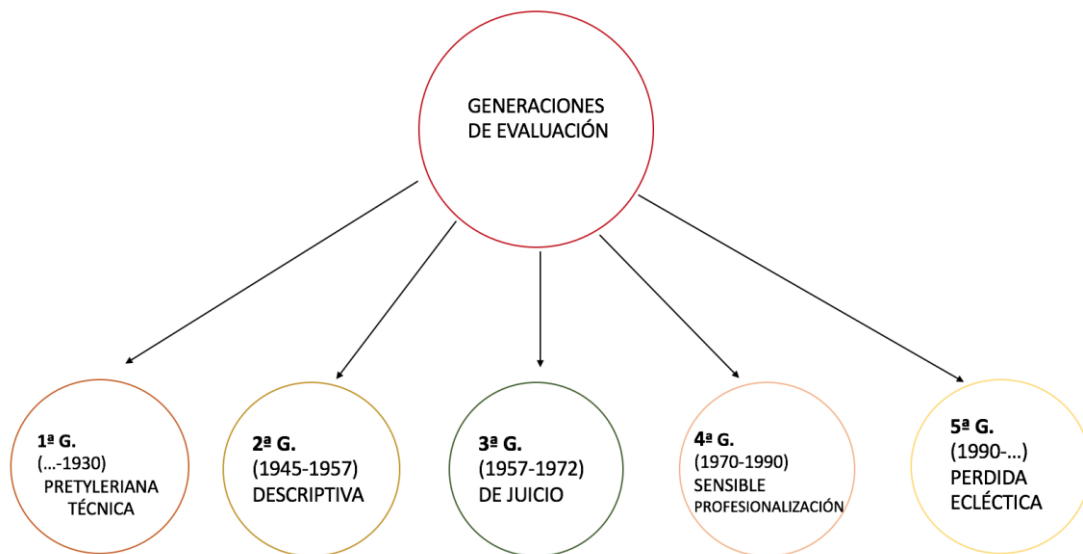 GENERACIONES
DE EVALUACIÓN
1ª G.
(...-1930)
PRETYLERIANA
TÉCNICA
2ª G.
(1945-1957)
DESCRIPTIVA
3ª G.
(1957-1972)
DE JUICIO
4ª G.
(1970-1990)
SENSIBLE
PROFESIONALIZACIÓN
5ª G.
(1990-...)
PERDIDA
ECLÉCTICA